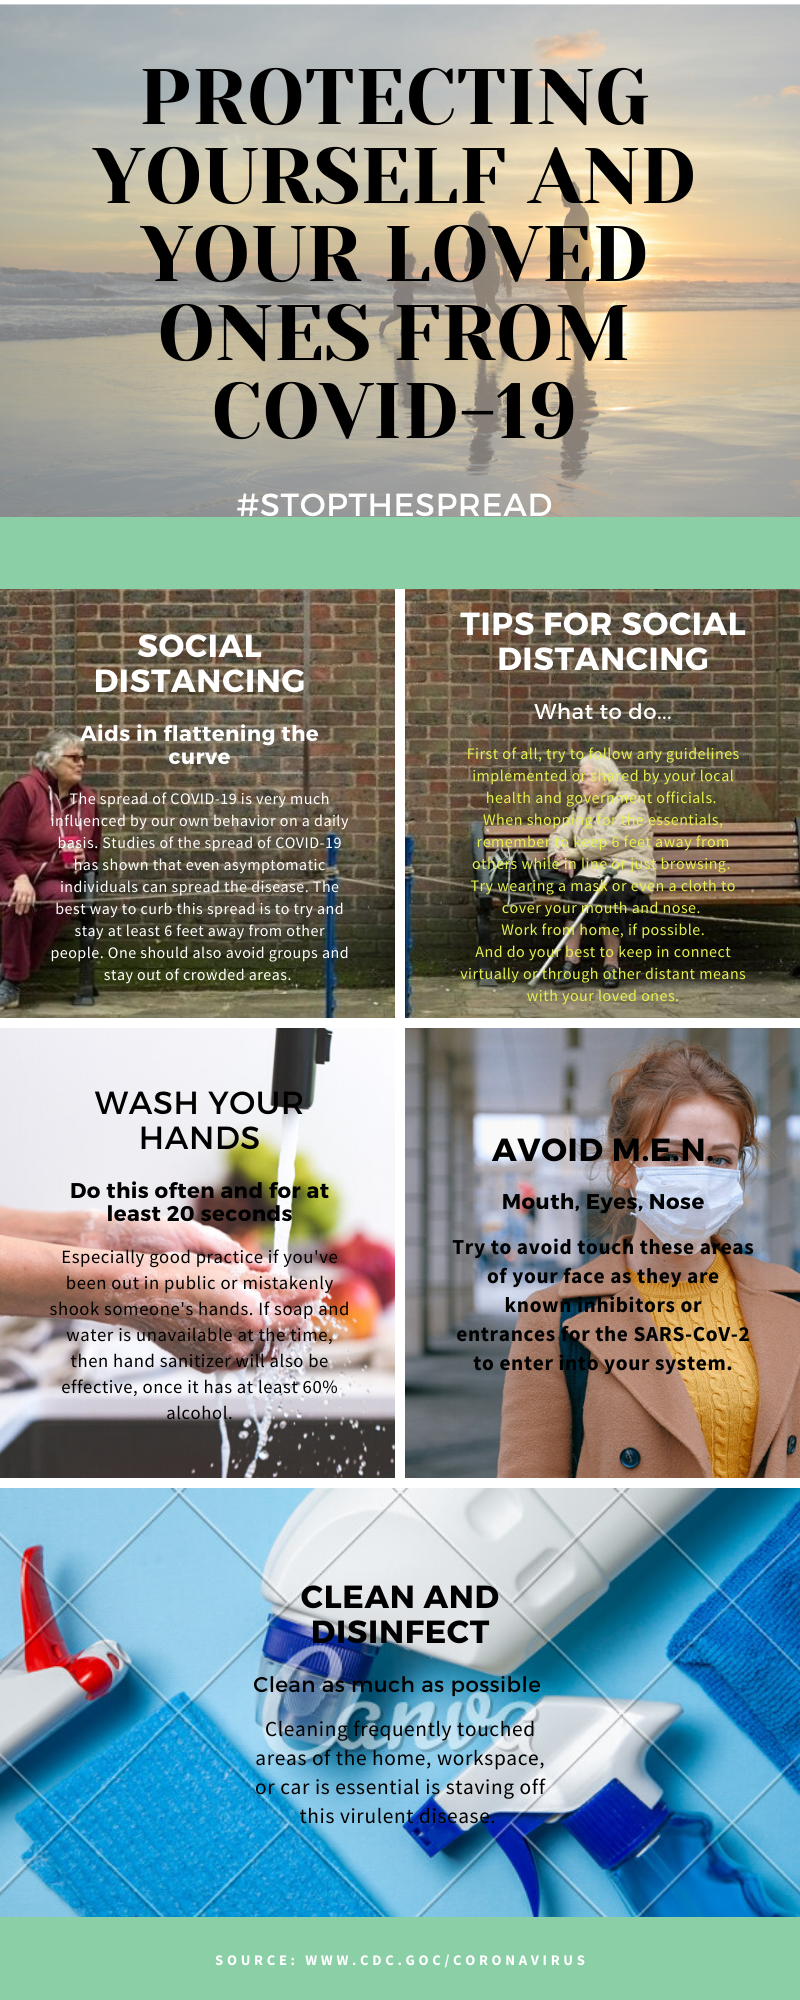 PROTECTING
YOURSELF AND
YOUR LOVED
ONES FROM
COVID-19
#STOPTHESPREAD
SOCIAL
DISTANCING
Aids in flattening the
curve
The spread of COVID-19 is very much
influenced by our own behavior on a daily
basis. Studies of the spread of COVID-19
has shown that even asymptomatic
individuals can spread the disease. The
best way to curb this spread is to try and
stay at least 6 feet away from other
people. One should also avoid groups and
stay out of crowded areas.
TIPS FOR SOCIAL
DISTANCING
What to do...
First of all, try to follow any guidelines
implemented or shared by your local
health and government officials.
When shopping for the essentials,
remember to keep 6 feet away from
others while in line or just browsing.
Try wearing a mask or even a cloth to
cover your mouth and nose.
Work from home, if possible.
And do your best to keep in connect
virtually or through other distant means
with your loved ones.
WASH YOUR
HANDS
Do this often and for at
least 20 seconds
Especially good practice if you've
been out in public or mistakenly
shook someone's hands. If soap and
water is unavailable at the time,
then hand sanitizer will also be
effective, once it has at least 60%
alcohol.
AVOID M.E.N.
Mouth, Eyes, Nose
Try to avoid touch these areas
of your face as they are
known inhibitors or
entrances for the SARS-CoV-2
to enter into your system.
CLEAN AND
DISINFECT
Clean as much as possible
Canva
Cleaning frequently touched
areas of the home, workspace,
or car is essential is staving off
this virulent disease.
SOURCE: WWW.CDC.GOC/CORONAVIRUS